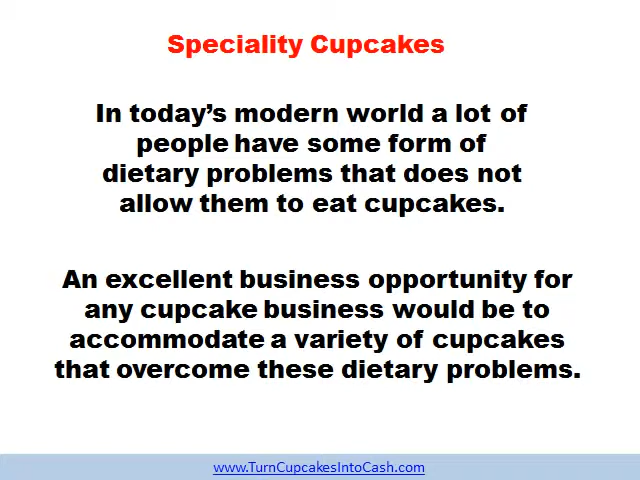 Speciality Cupcakes
In today’s modern world a lot of
people have some form of
dietary problems that does not
allow them to eat cupcakes.
An excellent business opportunity for
any cupcake business would be to
accommodate a variety of cupcakes
that overcome these dietary problems.
www.TurnCupcakesIntoCash.com